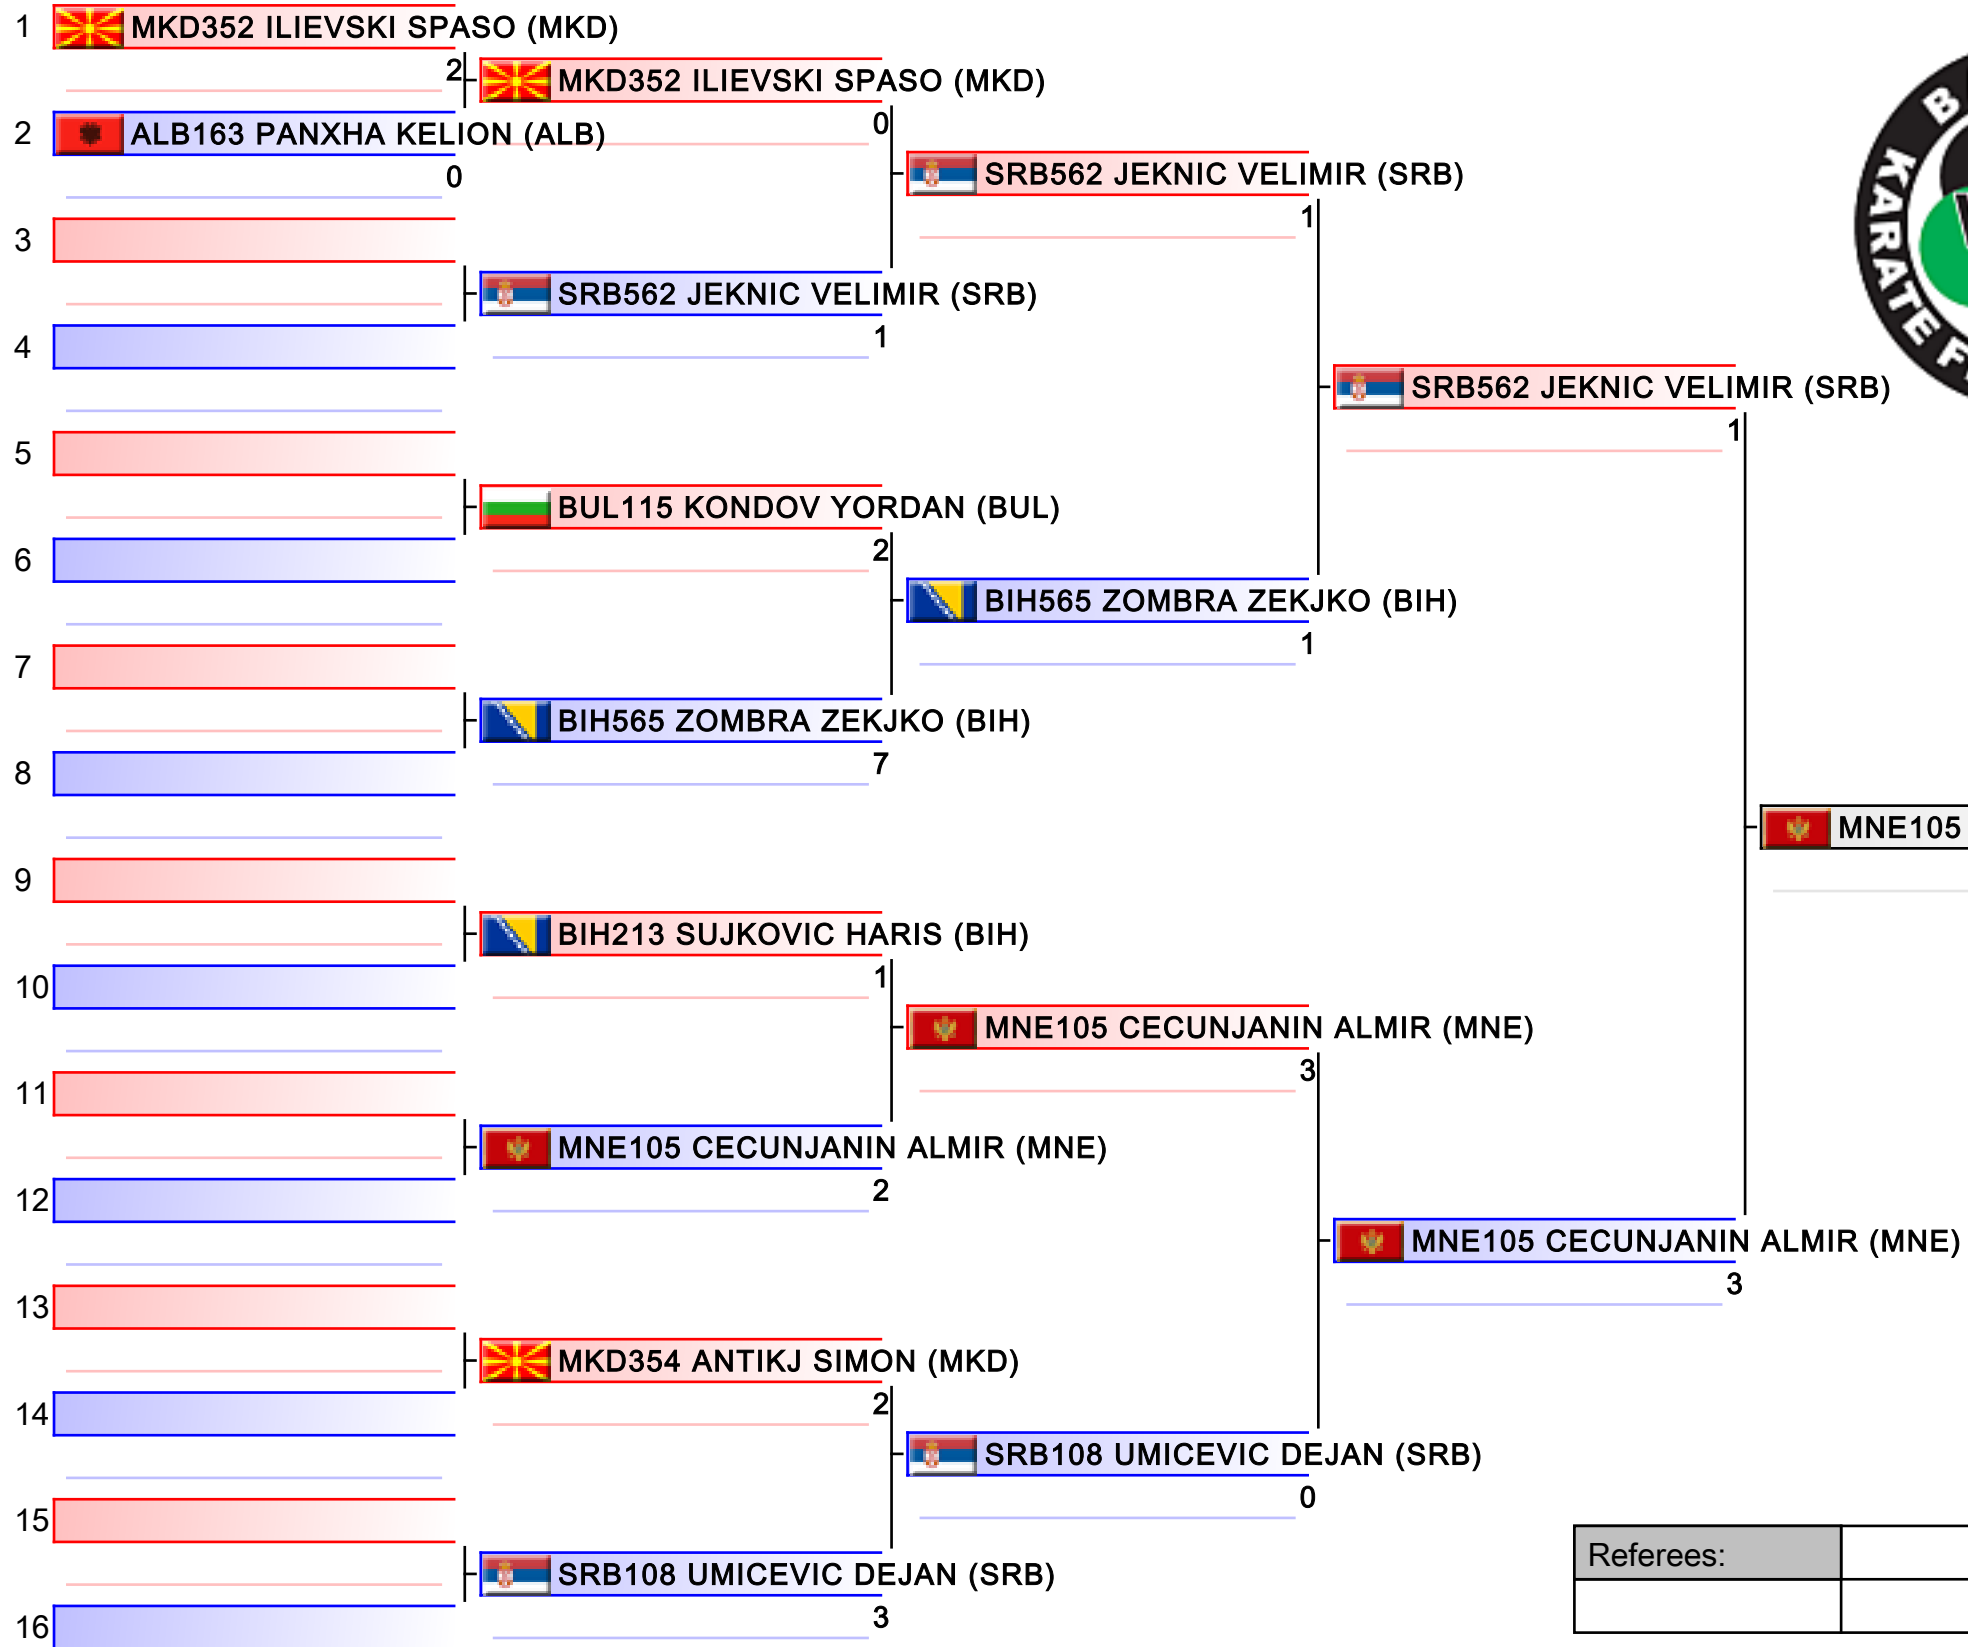 1 MKD352 ILIEVSKI SPASO (MKD)
2 MKD352 ILIEVSKI SPASO (MKD)
2 ALB163 PANXHA KELION (ALB)
0
0
SRB562 JEKNIC VELIMIR (SRB)
1
3
SRB562 JEKNIC VELIMIR (SRB)
1
4
SRB562 JEKNIC VELIMIR (SRB)
1
5
BUL115 KONDOV YORDAN (BUL)
2
6
BIH565 ZOMBRA ZEKJKO (BIH)
1
7
BIH565 ZOMBRA ZEKJKO (BIH)
7
8
MNE105
9
BIH213 SUJKOVIC HARIS (BIH)
1
10
MNE105 CECUNJANIN ALMIR (MNE)
3
11
MNE105 CECUNJANIN ALMIR (MNE)
2
12
MNE105 CECUNJANIN ALMIR (MNE)
3
13
MKD354 ANTIKJ SIMON (MKD)
2
14
SRB108 UMICEVIC DEJAN (SRB)
0
15
SRB108 UMICEVIC DEJAN (SRB)
3
16
Referees:
KARATE